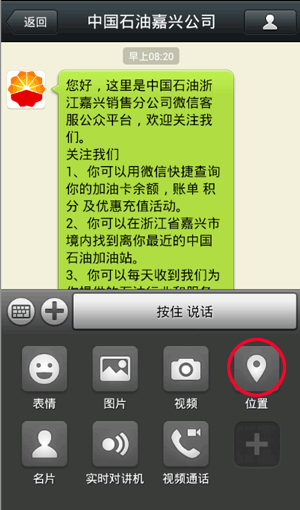 返回
中国石油嘉兴公司
早上08:20
您好，这里是中国石油浙
江嘉兴销售分公司微信客
服公众平台，欢迎关注我
们。
关注我们
1、你可以用微信快捷查询
你的加油卡余额，账单 积
分 及优惠充值活动。
2、你可以在浙江省嘉兴市
境内找到离你最近的中国
石油加油站。
3、你可以每天收到我们为
按住 说话
表情
图片
视频
位置
名片
实时对讲机
视频通话